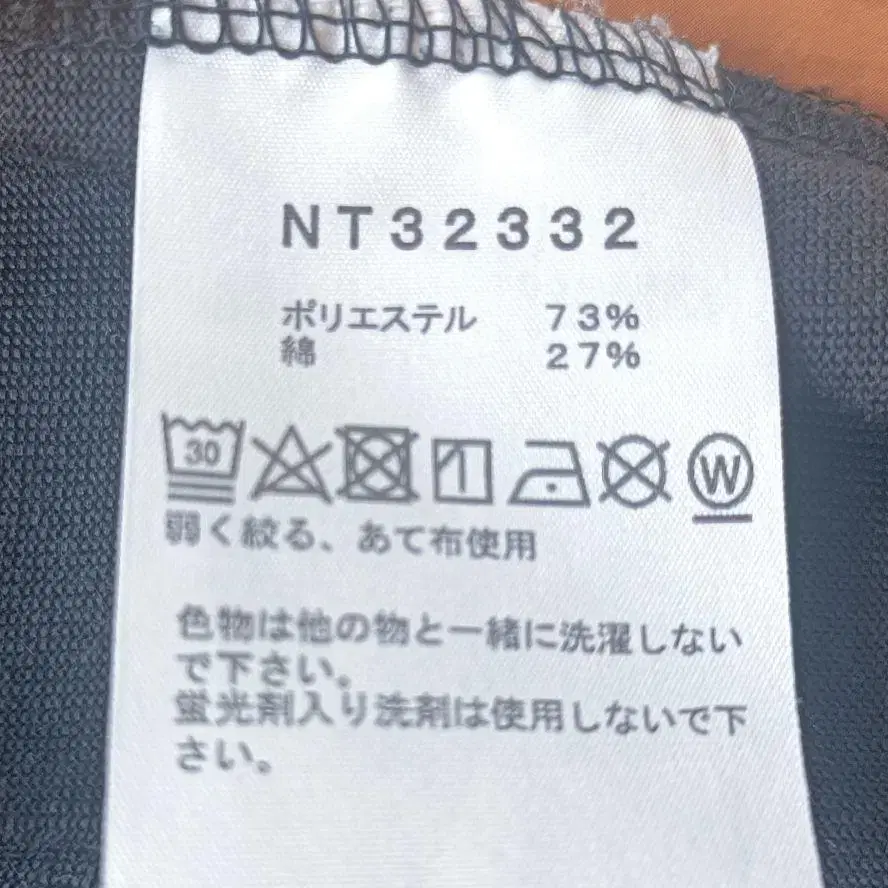 NT32332
ポリエステル 73%
綿 27%
30 W
弱く絞る、あて布使用
色物は他の物と一緒に洗濯しない
で下さい。
蛍光剤入り洗剤は使用しないで下
さい。